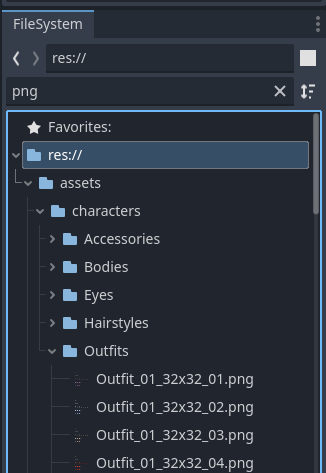 FileSystem
res://
png
Favorites:
res://
assets
characters
Accessories
Bodies
Eyes
Hairstyles
Outfits
Outfit_01_32x32_01.png
Outfit_01_32x32_02.png
Outfit_01_32x32_03.png
Outfit_01_32x32_04.png